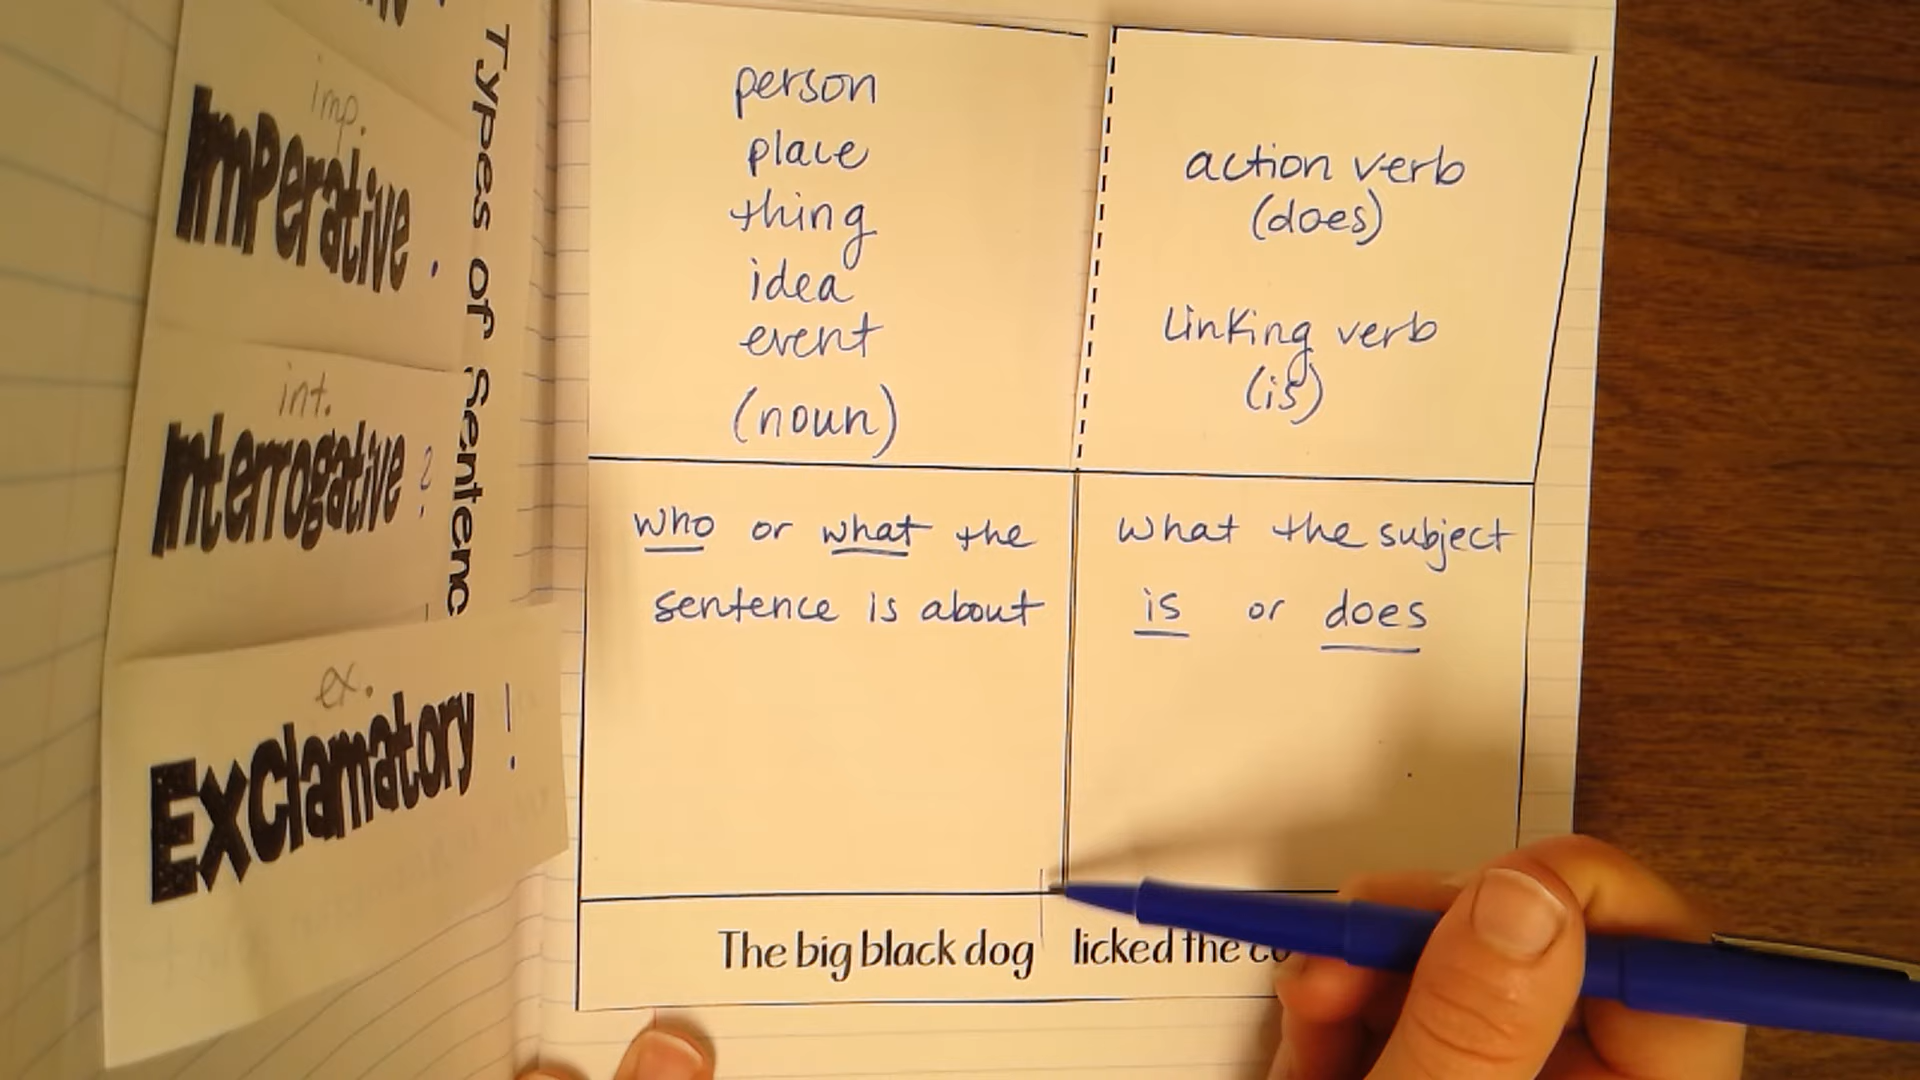 imp.
Imperative .
int.
Interrogative ?
ex.
Exclamatory !
Types of Sentenc
person
place
thing
idea
event
(noun)
action verb
(does)
Linking verb
(is)
who or what the
sentence is about
what the subject
is or does
The big black dog licked the co